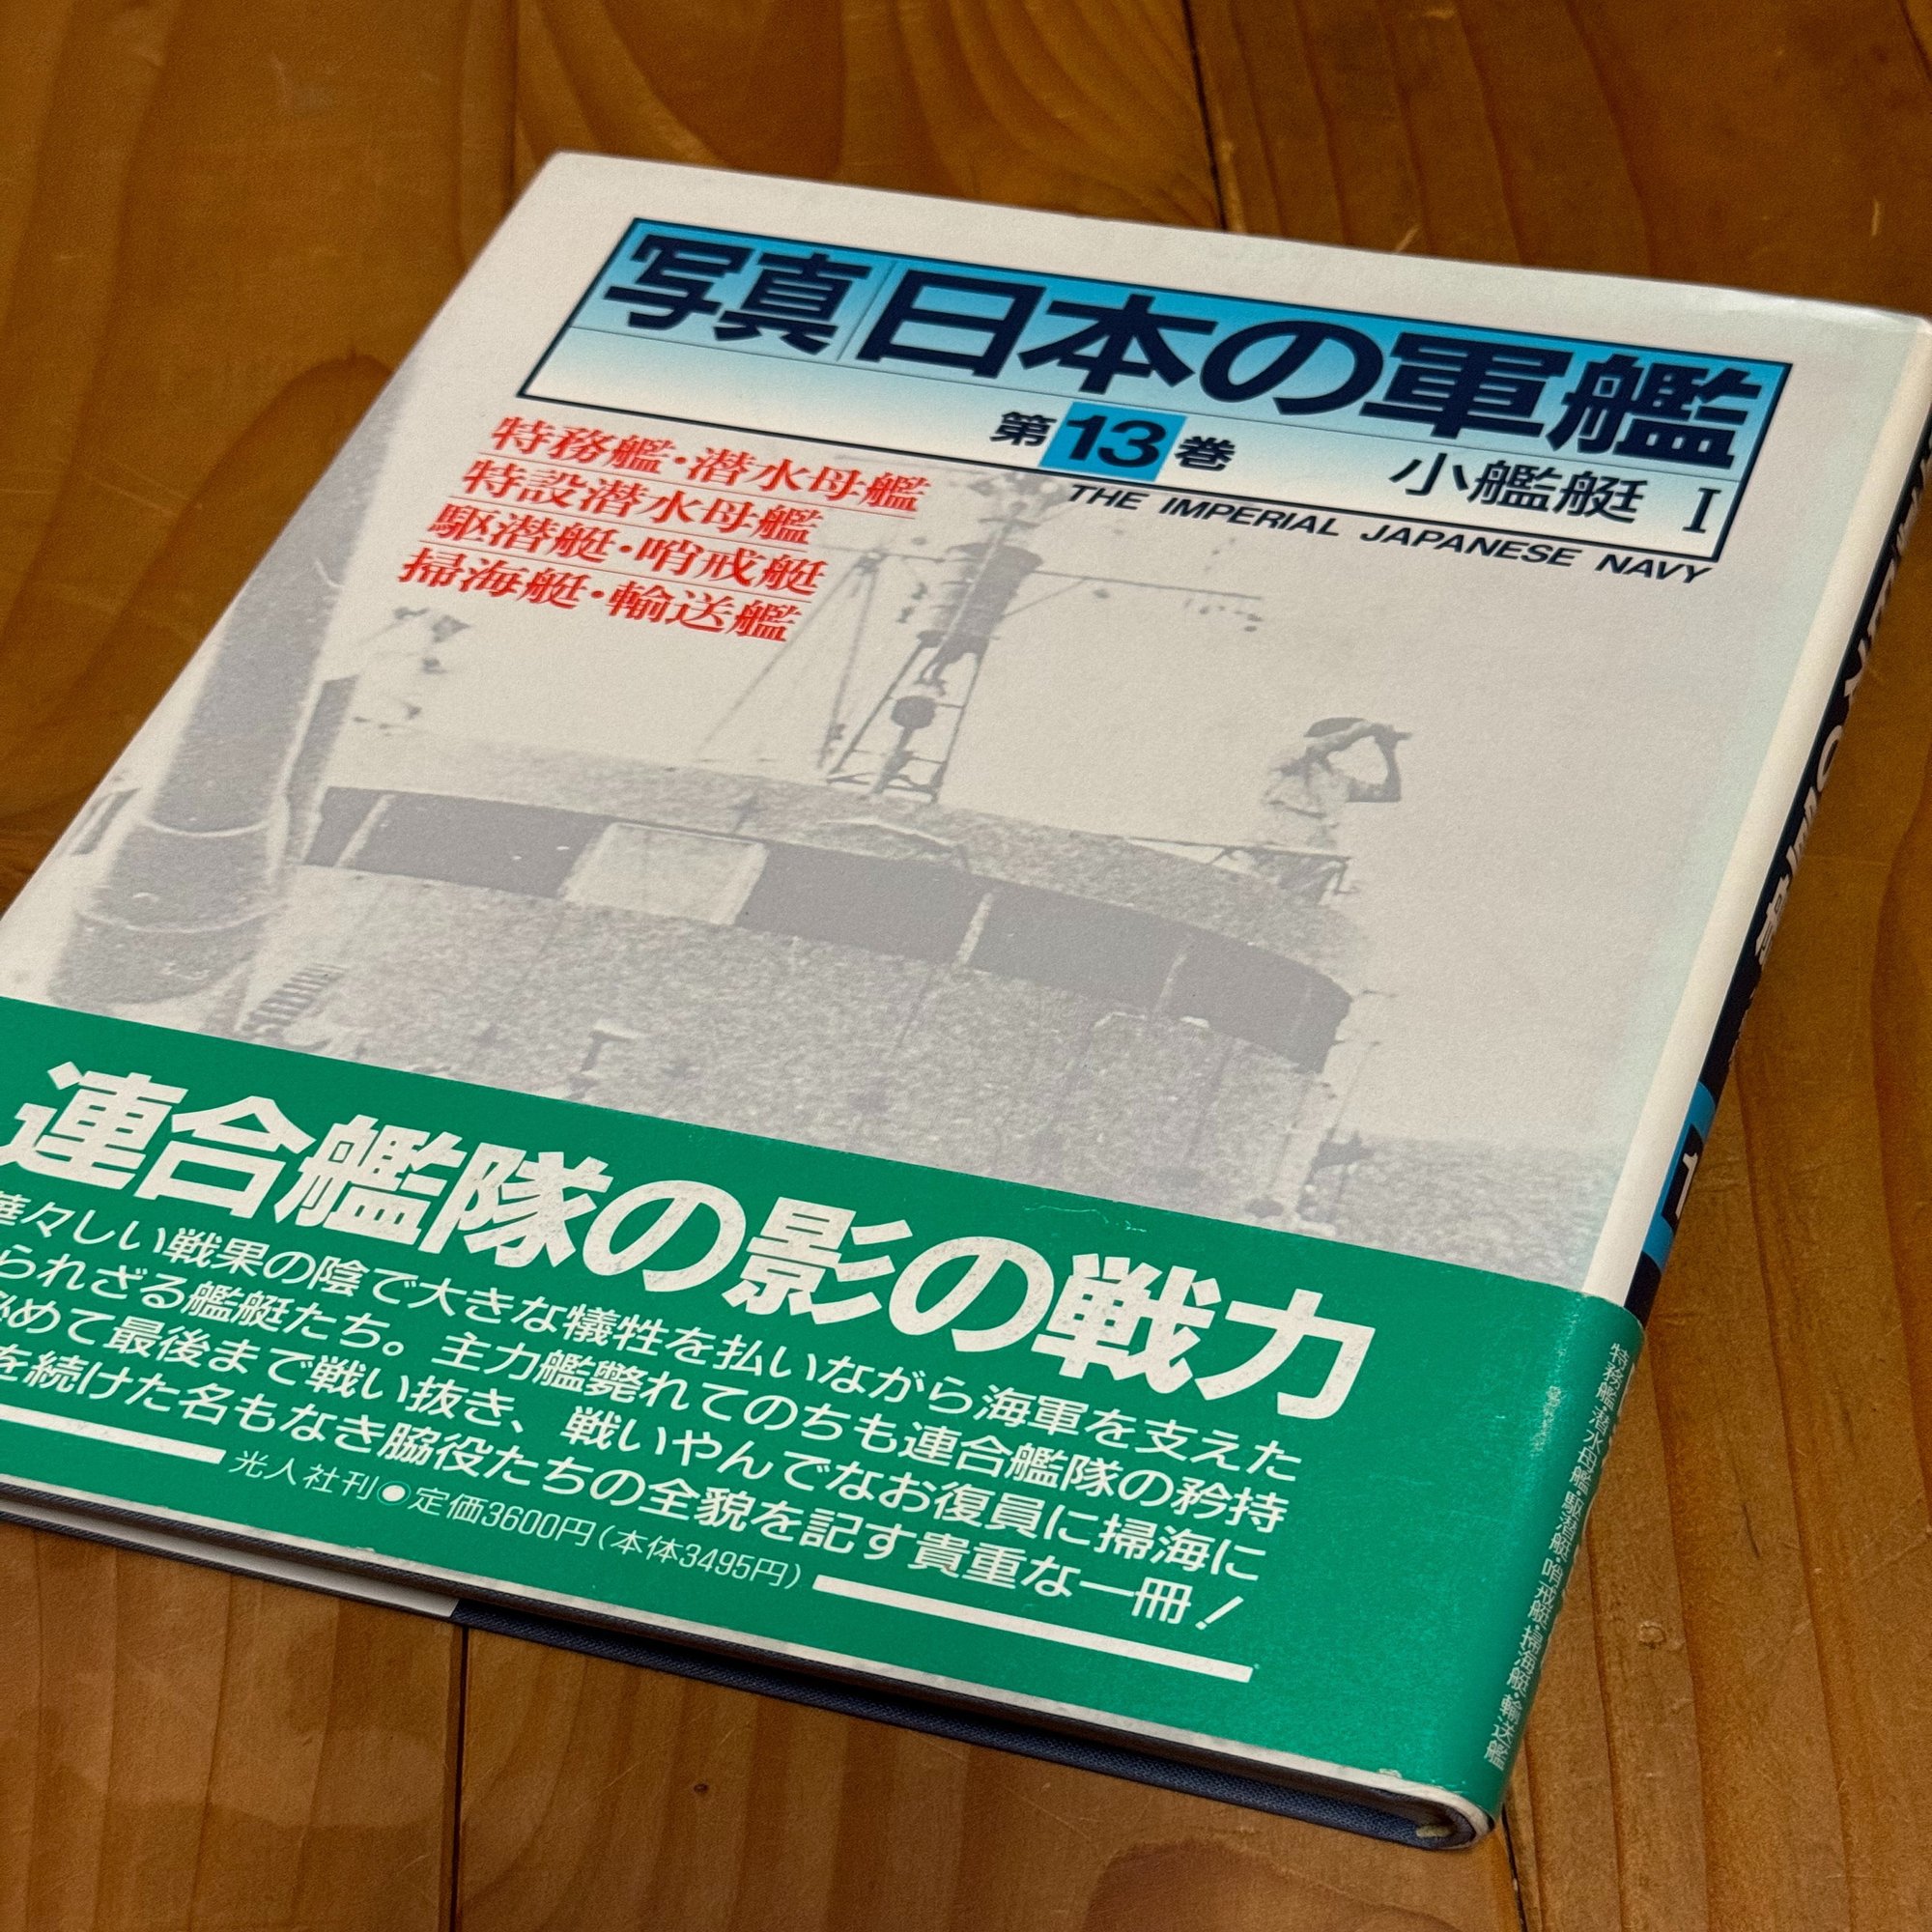 写真 日本の軍艦
第13巻 小艦艇 I
THE IMPERIAL JAPANESE NAVY
特務艦・潜水母艦
特設潜水母艦
駆潜艇・哨戒艇
掃海艇・輸送艦
連合艦隊の影の戦力
々しい戦果の陰で大きな犠牲を払いながら海軍を支えた
られざる艦艇たち。主力艦斃れてのちも連合艦隊の矜持
めて最後まで戦い抜き、戦いやんでなお復員に掃海に
を続けた名もなき脇役たちの全貌を記す貴重な一冊！
光人社刊●定価3600円(本体3495円)
特務艦・潜水母艦・駆潜艇・哨戒艇・掃海艇・輸送艦